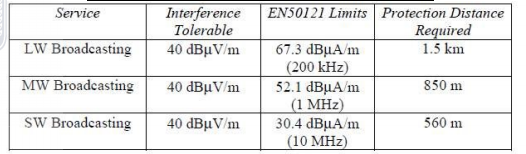 Service Interference Tolerable EN50121 Limits Protection Distance Required
LW Broadcasting 40 dBµV/m 67.3 dBµA/m (200 kHz) 1.5 km
MW Broadcasting 40 dBµV/m 52.1 dBµA/m (1 MHz) 850 m
SW Broadcasting 40 dBµV/m 30.4 dBµA/m (10 MHz) 560 m